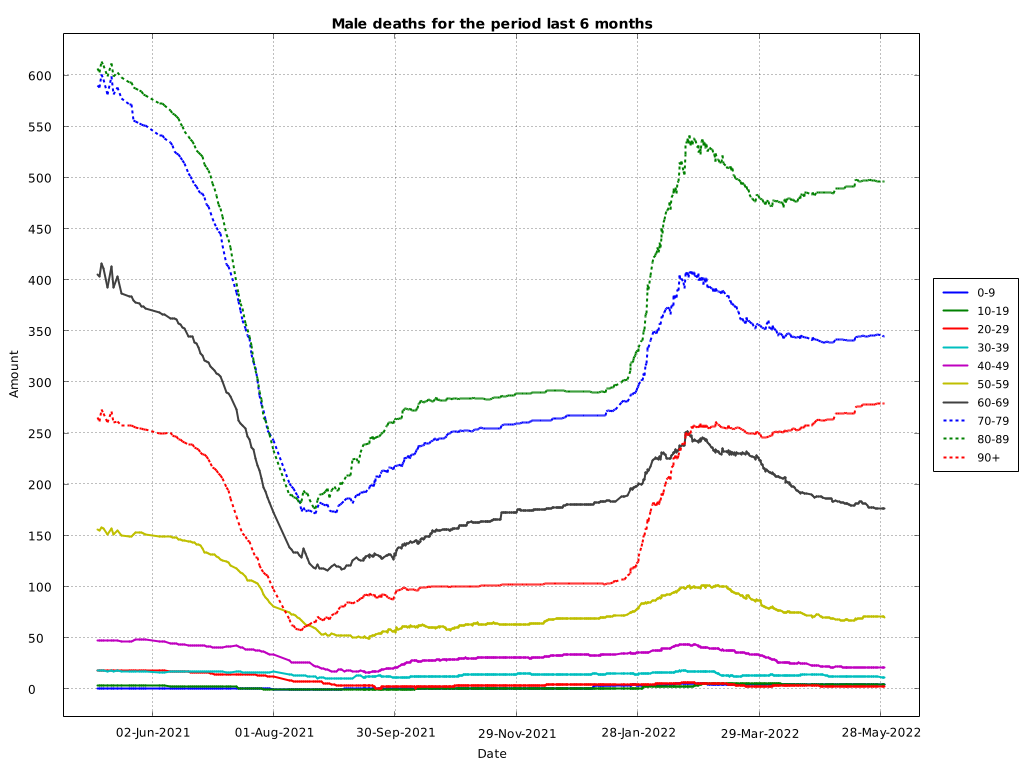 Male deaths for the period last 6 months
600
550
500
450
400
350
300
250
200
150
100
50
0
Amount
02-Jun-2021
01-Aug-2021
30-Sep-2021
29-Nov-2021
28-Jan-2022
29-Mar-2022
28-May-2022
Date
0-9
10-19
20-29
30-39
40-49
50-59
60-69
70-79
80-89
90+